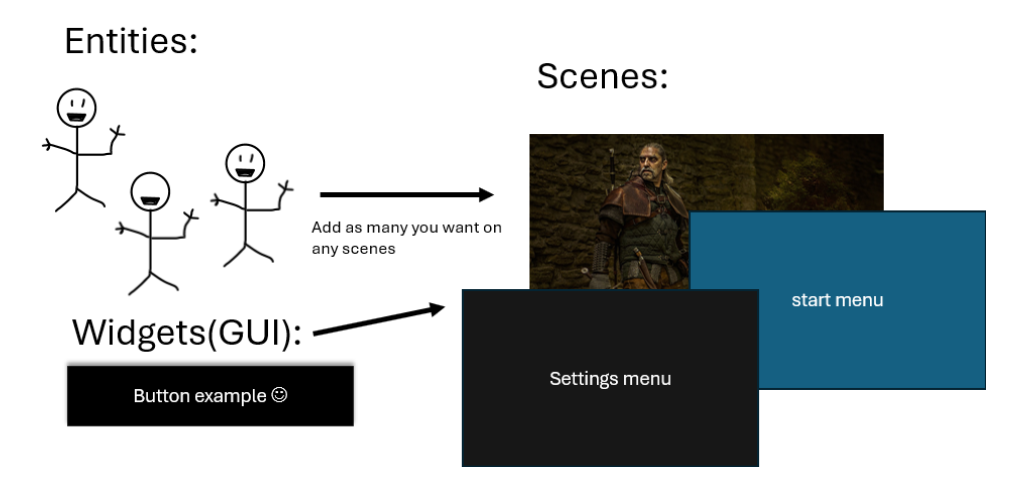 Entities:
Scenes:
Add as many you want on
any scenes
start menu
Widgets(GUI):
Settings menu
Button example ☺